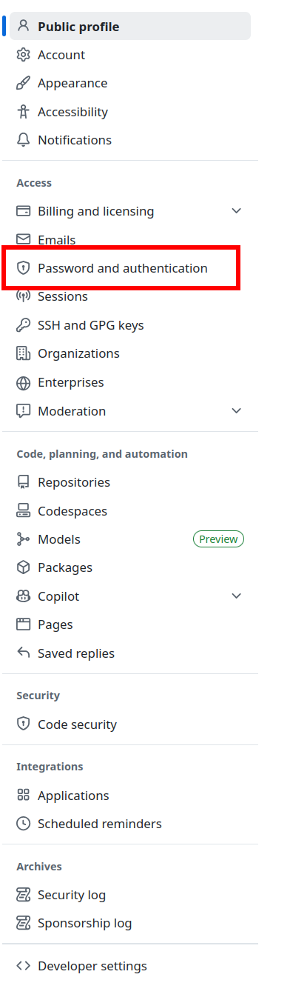 Public profile
Account
Appearance
Accessibility
Notifications
Access
Billing and licensing
Emails
Password and authentication
Sessions
SSH and GPG keys
Organizations
Enterprises
Moderation
Code, planning, and automation
Repositories
Codespaces
Models Preview
Packages
Copilot
Pages
Saved replies
Security
Code security
Integrations
Applications
Scheduled reminders
Archives
Security log
Sponsorship log
Developer settings